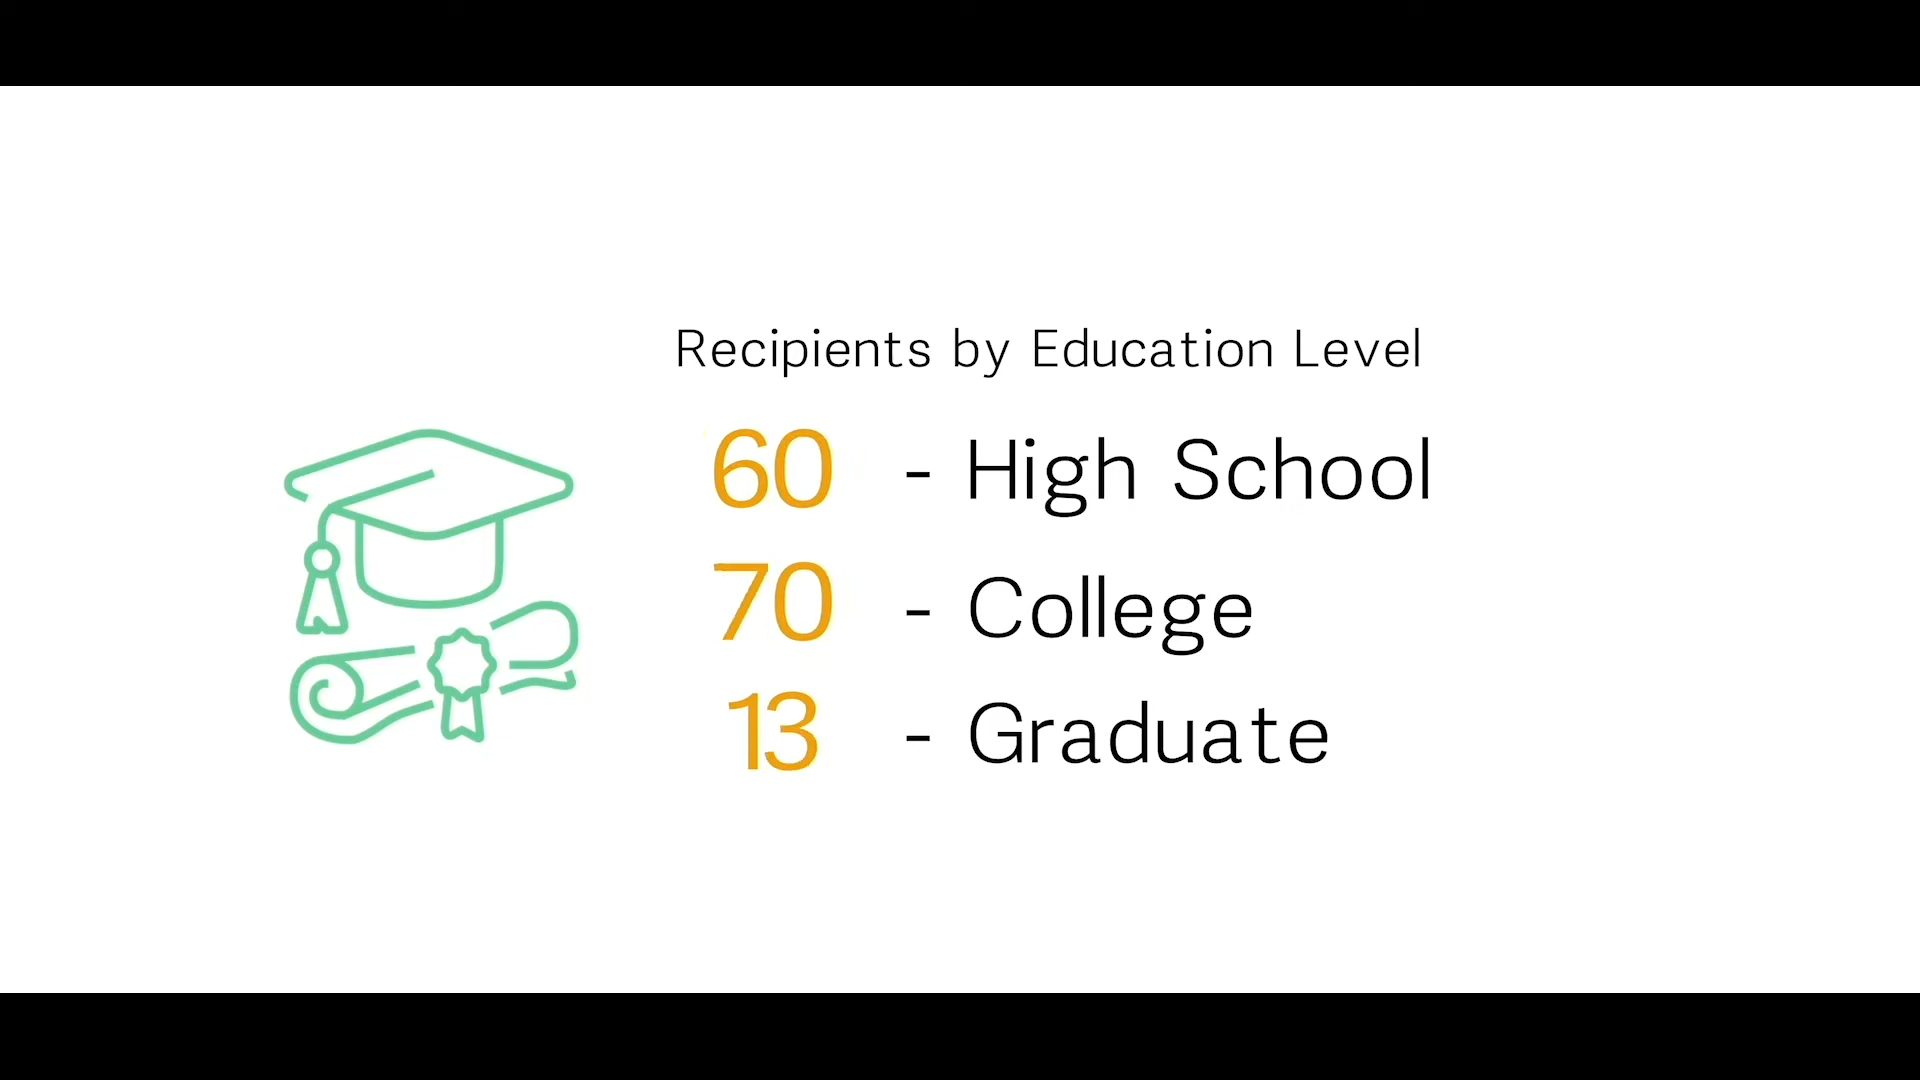 Recipients by Education Level
60 - High School
70 - College
13 - Graduate